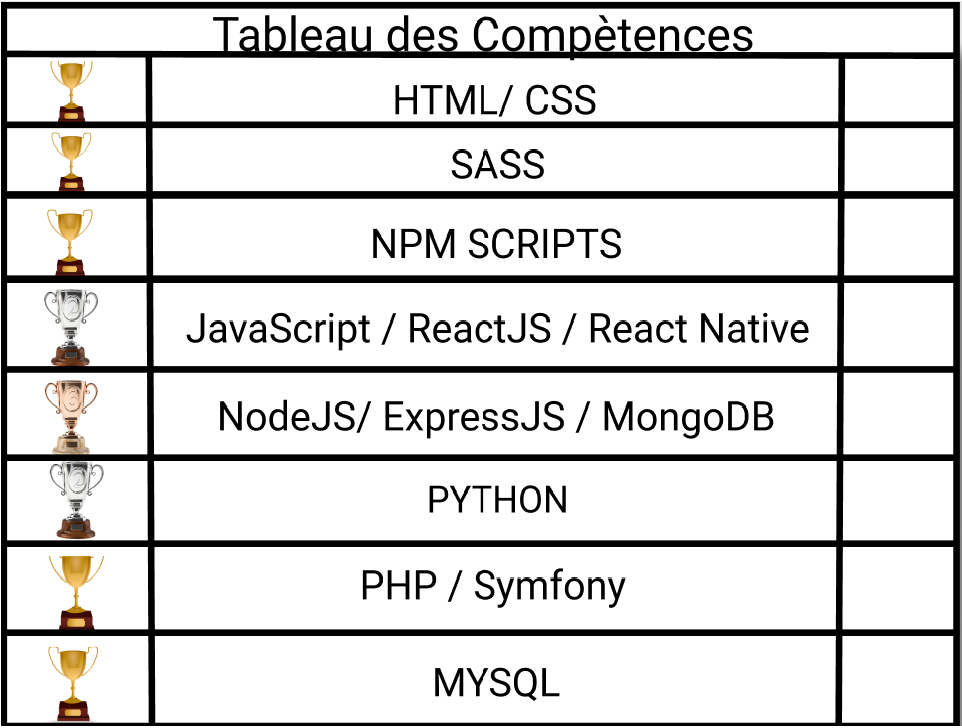 Tableau des Compètences
HTML/ CSS
SASS
NPM SCRIPTS
JavaScript / ReactJS / React Native
NodeJS/ ExpressJS / MongoDB
PYTHON
PHP / Symfony
MYSQL